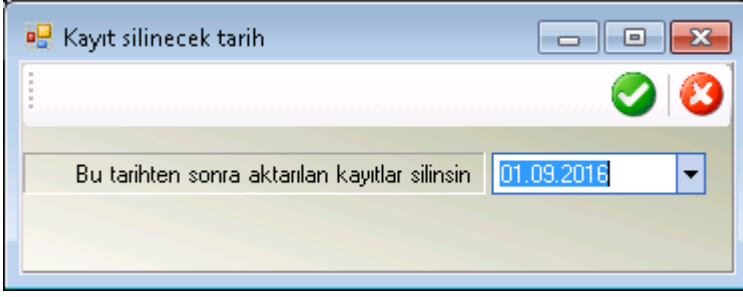 Kayıt silinecek tarih
Bu tarihten sonra aktarılan kayıtlar silinsin 01.09.2016